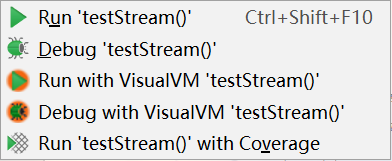 Run 'testStream()' Ctrl+Shift+F10
Debug 'testStream()'
Run with VisualVM 'testStream()'
Debug with VisualVM 'testStream()'
Run 'testStream()' with Coverage